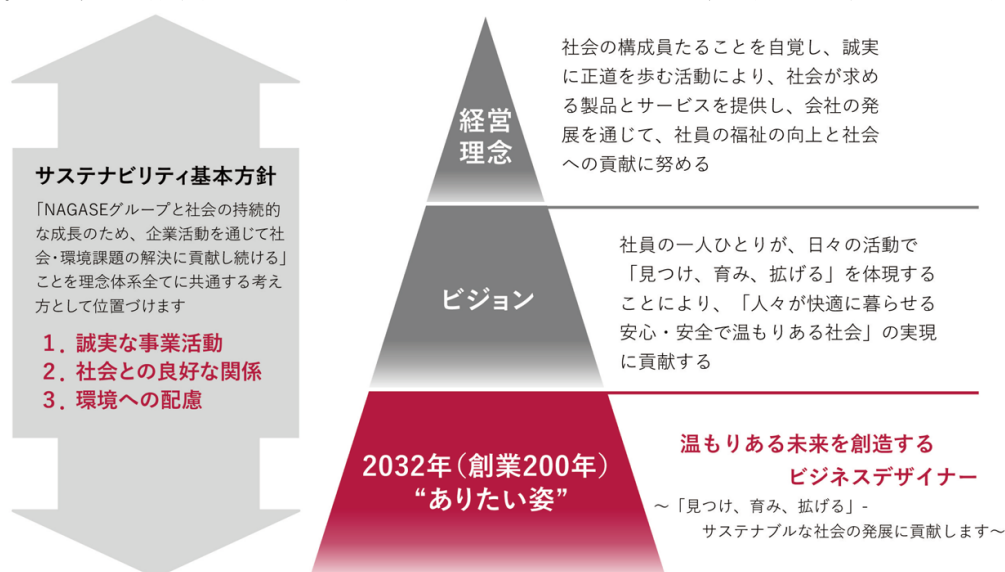 サステナビリティ基本方針
「NAGASEグループと社会の持続的
な成長のため、企業活動を通じて社
会・環境課題の解決に貢献し続ける」
ことを理念体系全てに共通する考え
方として位置づけます
1. 誠実な事業活動
2. 社会との良好な関係
3. 環境への配慮
経営
理念
社会の構成員たることを自覚し、誠実
に正道を歩む活動により、社会が求め
る製品とサービスを提供し、会社の発
展を通じて、社員の福祉の向上と社会
への貢献に努める
ビジョン
社員の一人ひとりが、日々の活動で
「見つけ、育み、拡げる」を体現する
ことにより、「人々が快適に暮らせる
安心・安全で温もりある社会」の実現
に貢献する
2032年（創業200年）
“ありたい姿”
温もりある未来を創造する
ビジネスデザイナー
～「見つけ、育み、拡げる」-
サステナブルな社会の発展に貢献します～